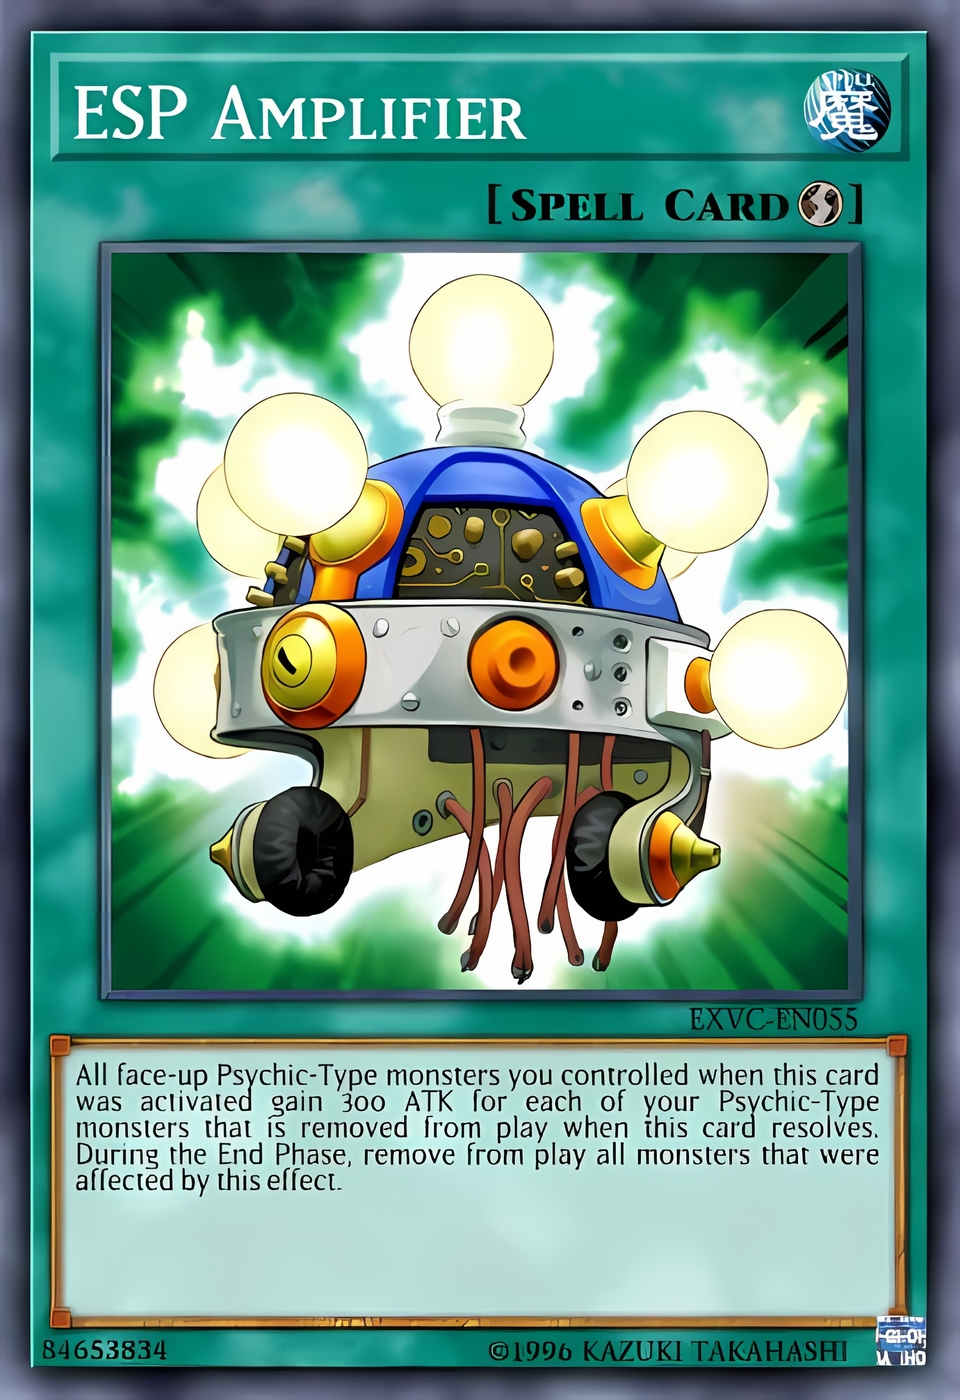 ESP AMPLIFIER
魔
[SPELL CARD]
EXVC-EN055
All face-up Psychic-Type monsters you controlled when this card
was activated gain 300 ATK for each of your Psychic-Type
monsters that is removed from play when this card resolves.
During the End Phase, remove from play all monsters that were
affected by this effect.
84653834
©1996 KAZUKI TAKAHASHI